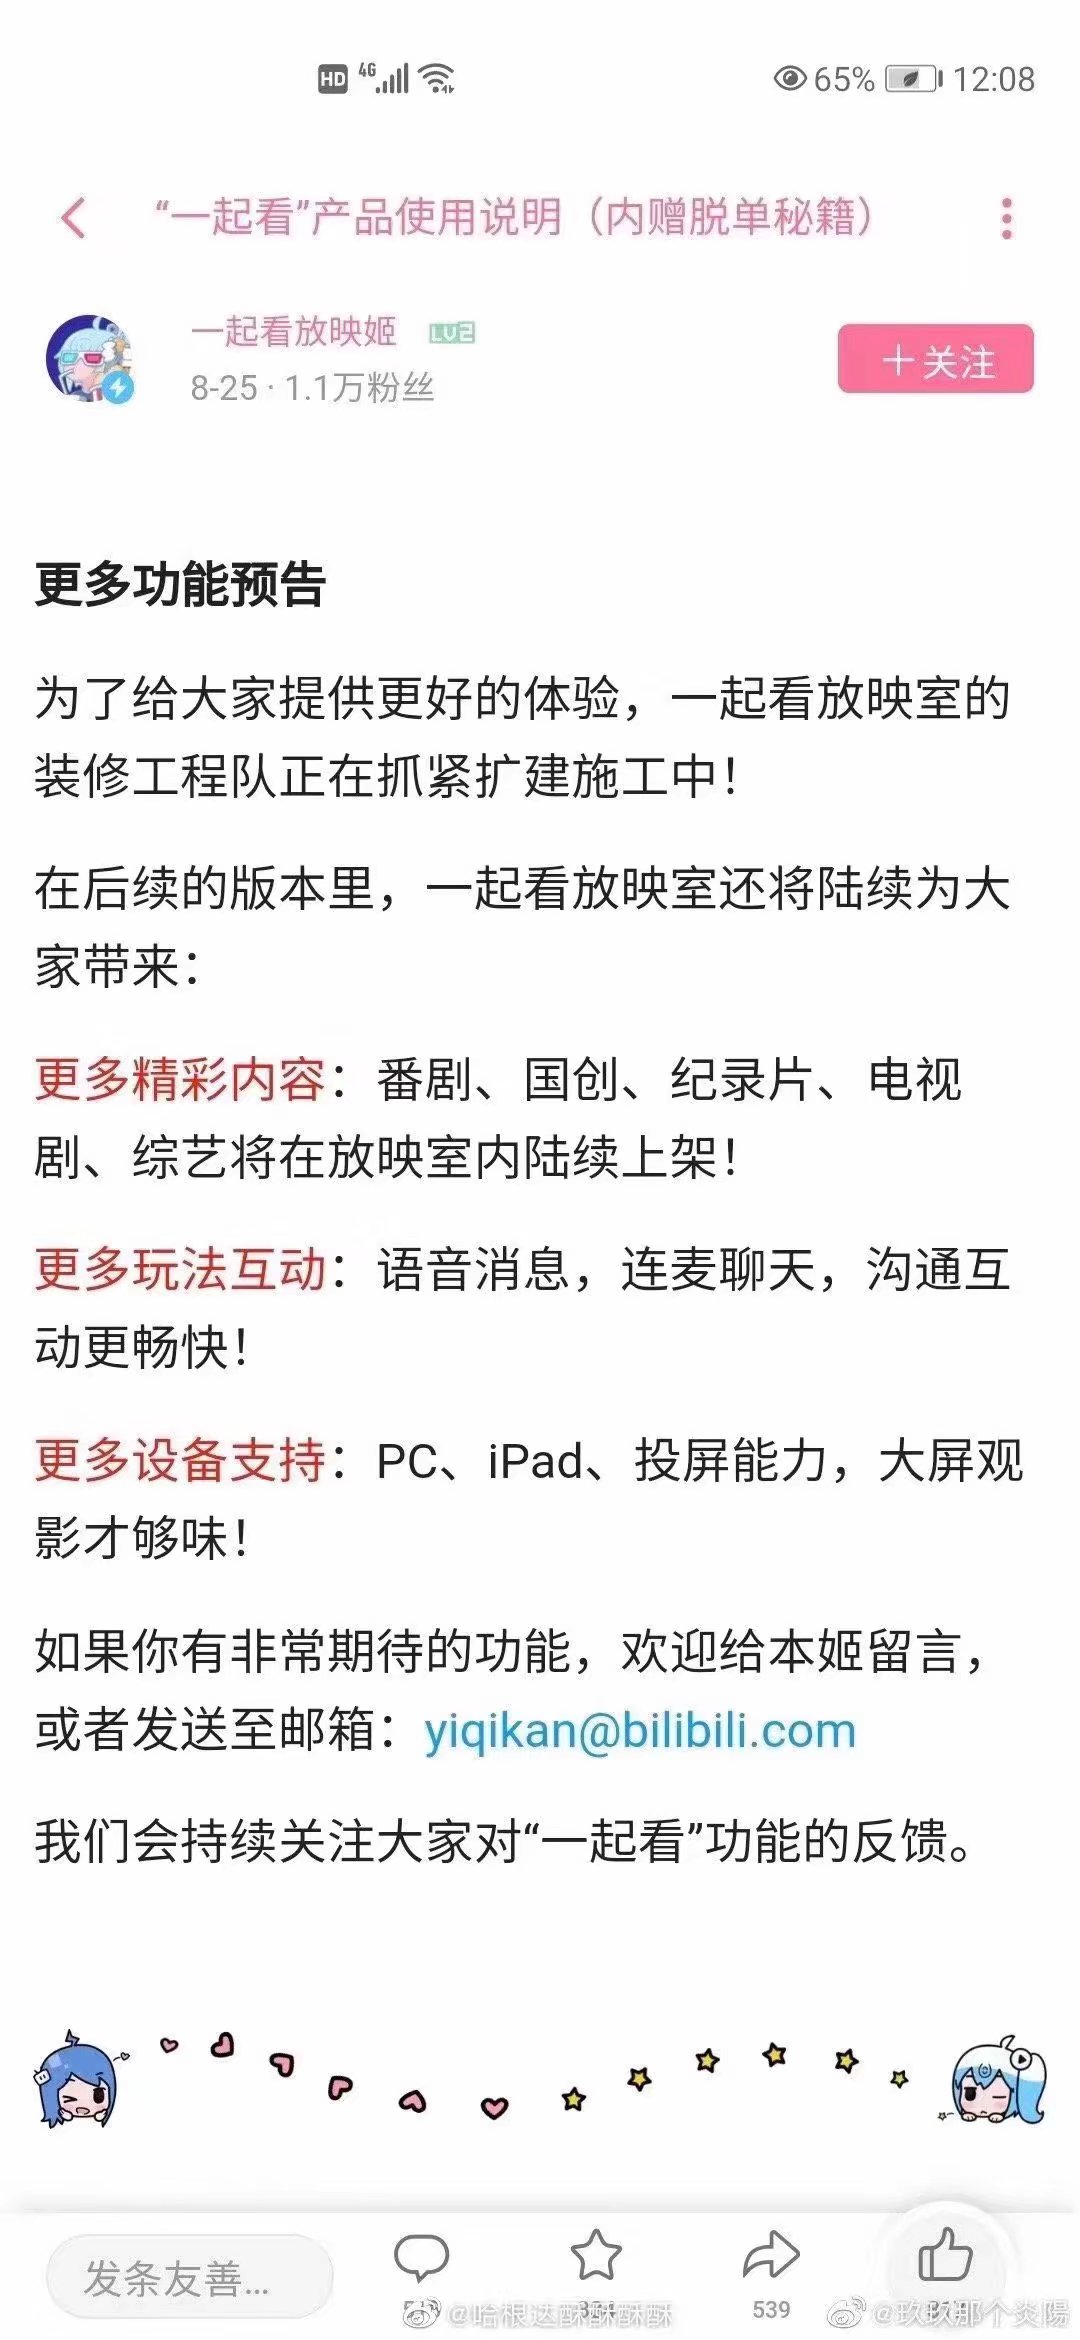 HD 4G 65% 12:08
“一起看”产品使用说明（内赠脱单秘籍）
一起看放映姬 LV2
8-25 · 1.1万粉丝
＋关注
更多功能预告
为了给大家提供更好的体验，一起看放映室的
装修工程队正在抓紧扩建施工中！
在后续的版本里，一起看放映室还将陆续为大
家带来：
更多精彩内容：番剧、国创、纪录片、电视
剧、综艺将在放映室内陆续上架！
更多玩法互动：语音消息，连麦聊天，沟通互
动更畅快！
更多设备支持：PC、iPad、投屏能力，大屏观
影才够味！
如果你有非常期待的功能，欢迎给本姬留言，
或者发送至邮箱：yiqikan@bilibili.com
我们会持续关注大家对“一起看”功能的反馈。
发条友善...
539
@哈根达酥酥酥酥 @玖玖那个炎陽